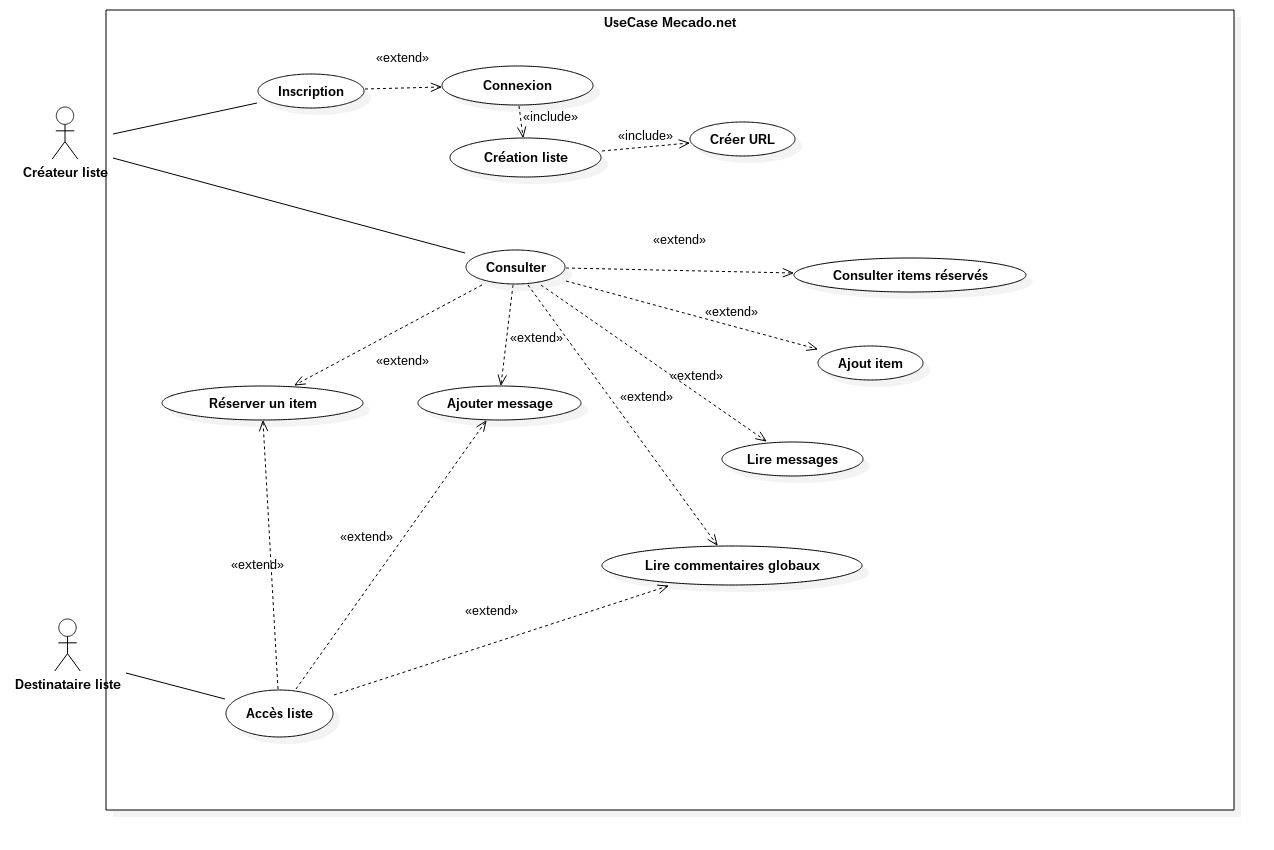 UseCase Mecado.net
«extend»
Inscription
Connexion
«include»
Création liste
«include»
Créer URL
Créateur liste
Consulter
«extend»
Consulter items réservés
«extend»
Ajout item
«extend»
«extend»
«extend»
«extend»
Réserver un item
Ajouter message
Lire messages
«extend»
«extend»
Lire commentaires globaux
«extend»
Destinataire liste
Accès liste